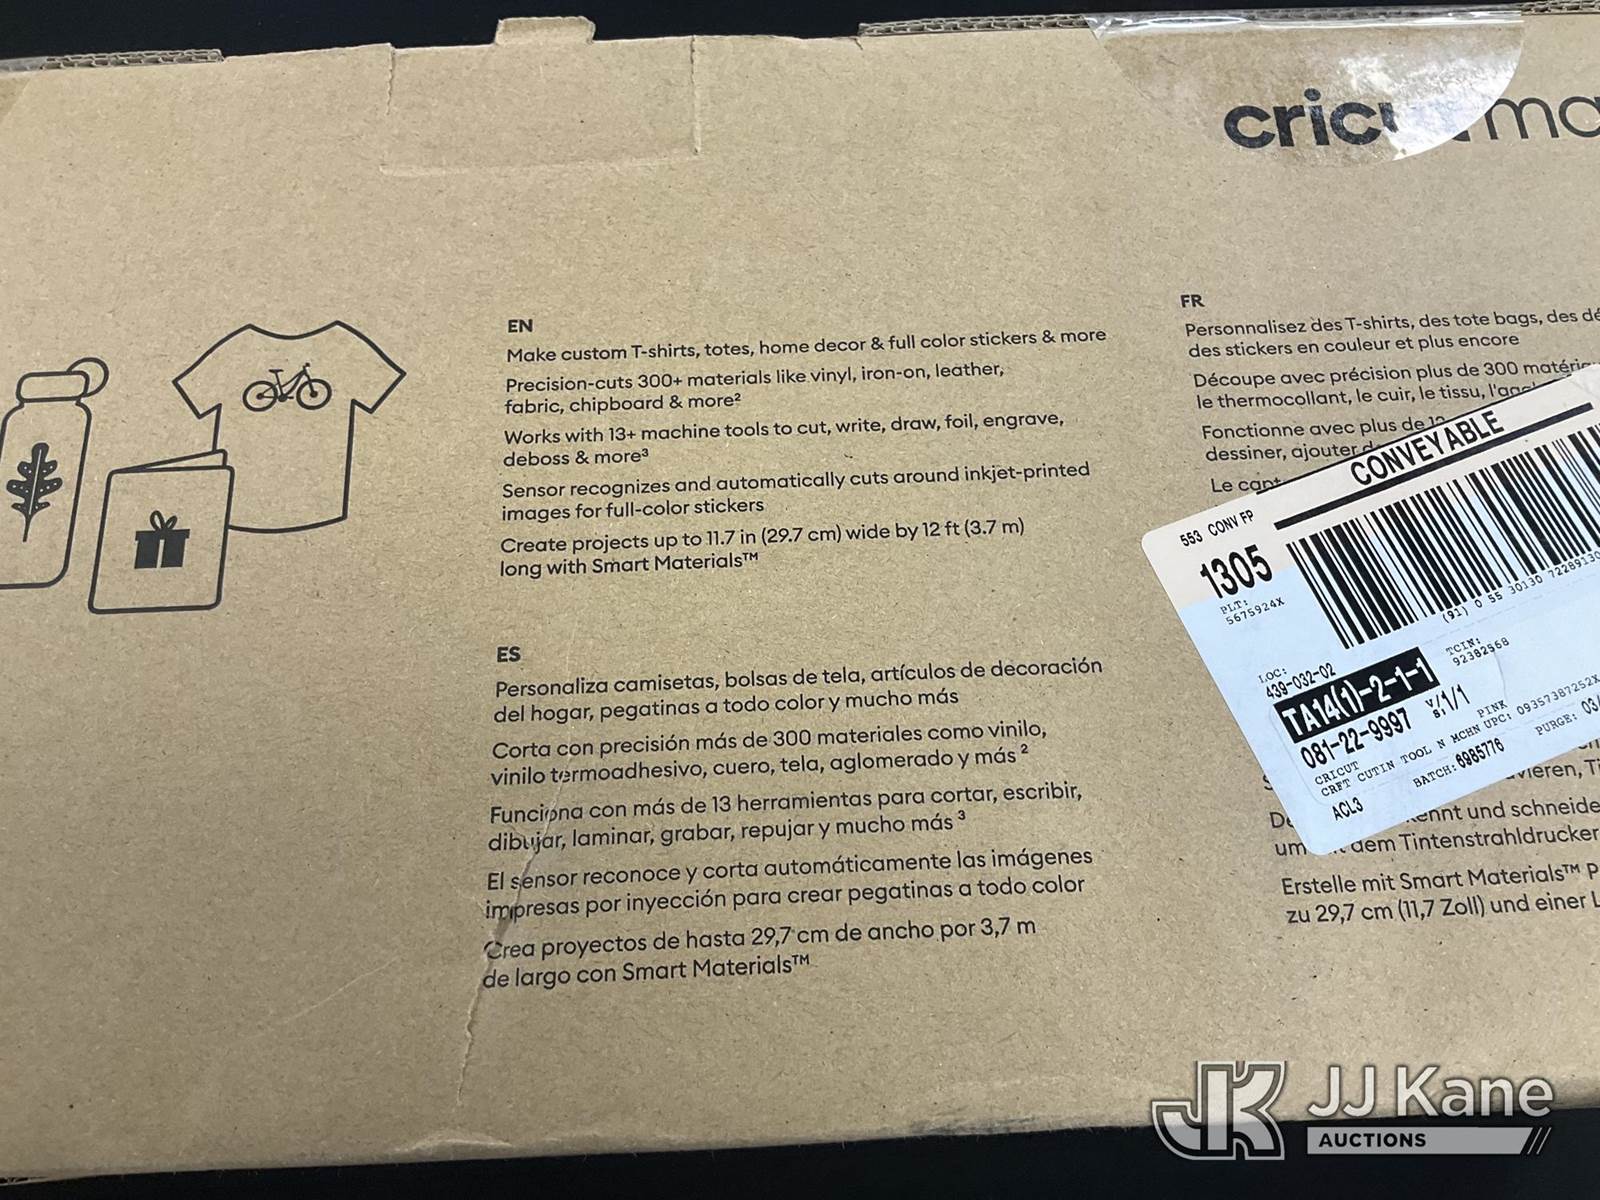 cricut
EN
Make custom T-shirts, totes, home decor & full color stickers & more
Precision-cuts 300+ materials like vinyl, iron-on, leather,
fabric, chipboard & more²
Works with 13+ machine tools to cut, write, draw, foil, engrave,
deboss & more³
Sensor recognizes and automatically cuts around inkjet-printed
images for full-color stickers
Create projects up to 11.7 in (29.7 cm) wide by 12 ft (3.7 m)
long with Smart Materials™
ES
Personaliza camisetas, bolsas de tela, artículos de decoración
del hogar, pegatinas a todo color y mucho más
Corta con precisión más de 300 materiales como vinilo,
vinilo termoadhesivo, cuero, tela, aglomerado y más ²
Funciona con más de 13 herramientas para cortar, escribir,
dibujar, laminar, grabar, repujar y mucho más ³
El sensor reconoce y corta automáticamente las imágenes
impresas por inyección para crear pegatinas a todo color
Crea proyectos de hasta 29,7 cm de ancho por 3,7 m
de largo con Smart Materials™
FR
Personnalisez des T-shirts, des tote bags, des
des stickers en couleur et plus encore
Découpe avec précision plus de 300
le thermocollant, le cuir, le tissu,
Fonctionne avec plus de
dessiner, ajouter
Le
CONVEYABLE
553 CONV FP
1305
PLT:
5675924X
(91) 0 55 30130
LOC:
439-032-02
TCIN:
92382568
TA14(1)-2-1-1
081-22-9997 V/S: 1/1
CRICUT PINK
CRFT CUTIN TOOL N MCHN UPC: 09357387252X
ACL3 BATCH: 6985776 PURGE:
und
dem Tintenstrahldrucker
Erstelle mit Smart Materials™
zu 29,7 cm (11,7 Zoll) und einer
JK JJ Kane
AUCTIONS